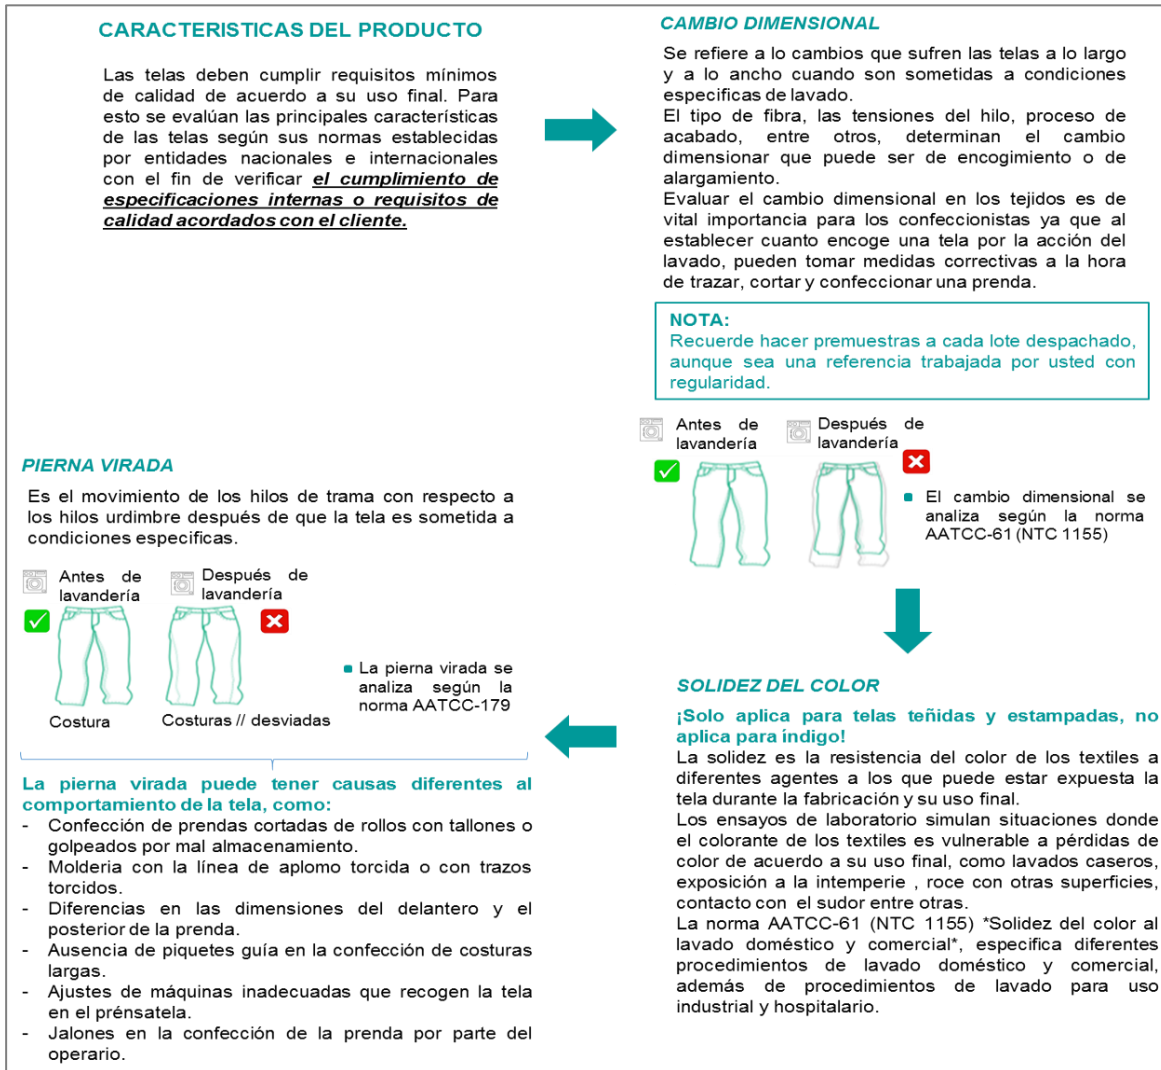 CARACTERISTICAS DEL PRODUCTO
Las telas deben cumplir requisitos mínimos
de calidad de acuerdo a su uso final. Para
esto se evalúan las principales características
de las telas según sus normas establecidas
por entidades nacionales e internacionales
con el fin de verificar el cumplimiento de
especificaciones internas o requisitos de
calidad acordados con el cliente.
CAMBIO DIMENSIONAL
Se refiere a lo cambios que sufren las telas a lo largo
y a lo ancho cuando son sometidas a condiciones
especificas de lavado.
El tipo de fibra, las tensiones del hilo, proceso de
acabado, entre otros, determinan el cambio
dimensionar que puede ser de encogimiento o de
alargamiento.
Evaluar el cambio dimensional en los tejidos es de
vital importancia para los confeccionistas ya que al
establecer cuanto encoge una tela por la acción del
lavado, pueden tomar medidas correctivas a la hora
de trazar, cortar y confeccionar una prenda.
NOTA:
Recuerde hacer premuestras a cada lote despachado,
aunque sea una referencia trabajada por usted con
regularidad.
Antes de
lavandería
Después de
lavandería
▪ El cambio dimensional se
analiza según la norma
AATCC-61 (NTC 1155)
SOLIDEZ DEL COLOR
¡Solo aplica para telas teñidas y estampadas, no
aplica para índigo!
La solidez es la resistencia del color de los textiles a
diferentes agentes a los que puede estar expuesta la
tela durante la fabricación y su uso final.
Los ensayos de laboratorio simulan situaciones donde
el colorante de los textiles es vulnerable a pérdidas de
color de acuerdo a su uso final, como lavados caseros,
exposición a la intemperie , roce con otras superficies,
contacto con el sudor entre otras.
La norma AATCC-61 (NTC 1155) *Solidez del color al
lavado doméstico y comercial*, especifica diferentes
procedimientos de lavado doméstico y comercial,
además de procedimientos de lavado para uso
industrial y hospitalario.
PIERNA VIRADA
Es el movimiento de los hilos de trama con respecto a
los hilos urdimbre después de que la tela es sometida a
condiciones especificas.
Antes de
lavandería
Después de
lavandería
Costura
Costuras // desviadas
▪ La pierna virada se
analiza según la
norma AATCC-179
La pierna virada puede tener causas diferentes al
comportamiento de la tela, como:
- Confección de prendas cortadas de rollos con tallones o
golpeados por mal almacenamiento.
- Molderia con la línea de aplomo torcida o con trazos
torcidos.
- Diferencias en las dimensiones del delantero y el
posterior de la prenda.
- Ausencia de piquetes guía en la confección de costuras
largas.
- Ajustes de máquinas inadecuadas que recogen la tela
en el prénsatela.
- Jalones en la confección de la prenda por parte del
operario.